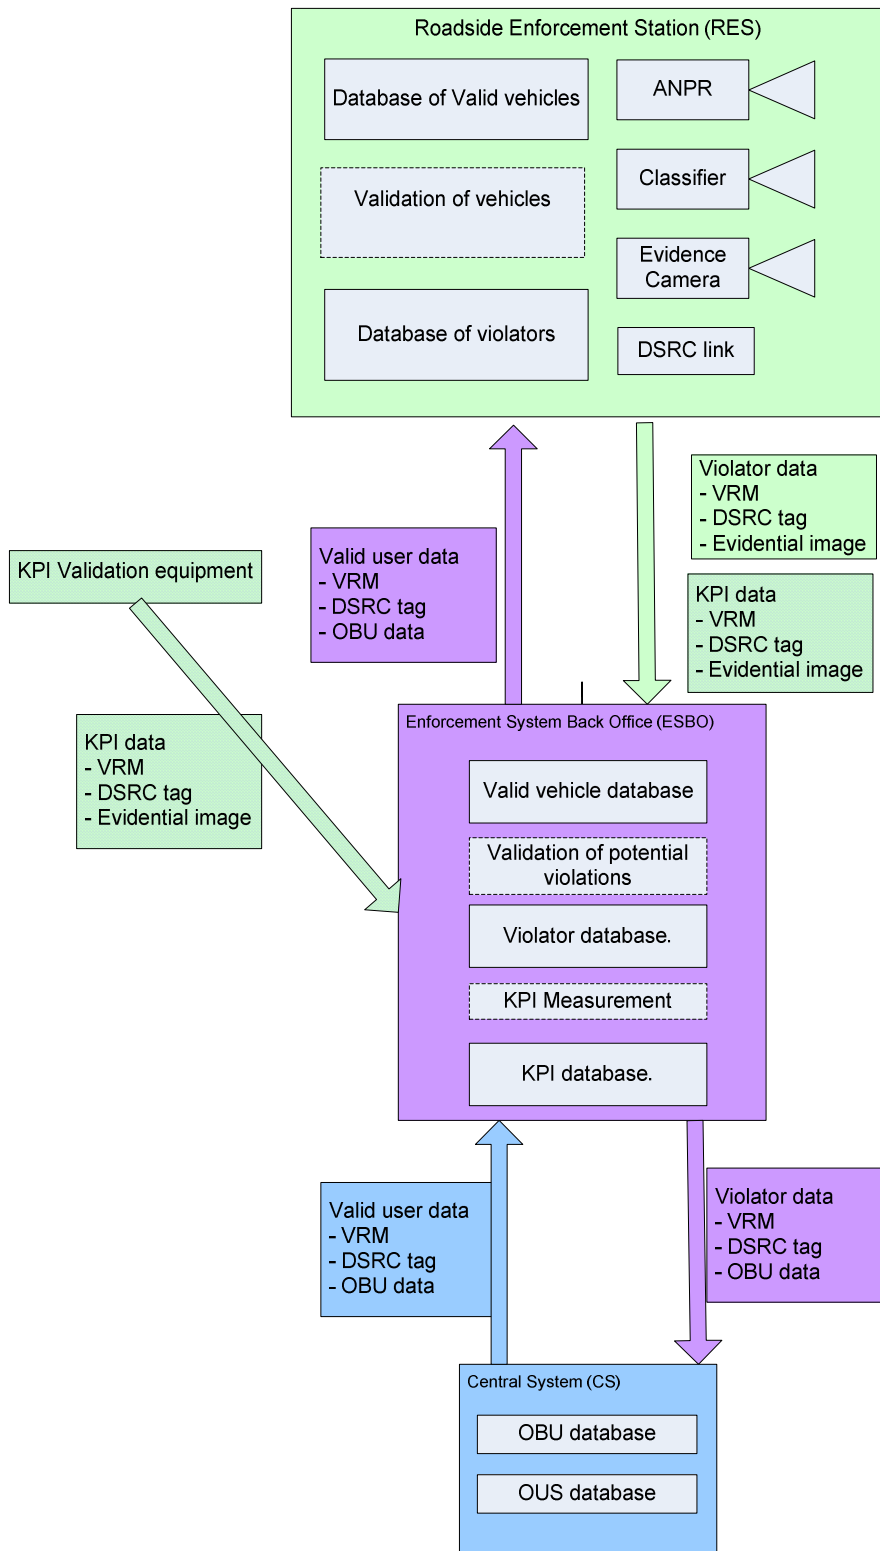 Roadside Enforcement Station (RES)
Database of Valid vehicles
ANPR
Validation of vehicles
Classifier
Evidence
Camera
Database of violators
DSRC link
Violator data
- VRM
- DSRC tag
- Evidential image
Valid user data
- VRM
- DSRC tag
- OBU data
KPI Validation equipment
KPI data
- VRM
- DSRC tag
- Evidential image
KPI data
- VRM
- DSRC tag
- Evidential image
Enforcement System Back Office (ESBO)
Valid vehicle database
Validation of potential
violations
Violator database.
KPI Measurement
KPI database.
Valid user data
- VRM
- DSRC tag
- OBU data
Violator data
- VRM
- DSRC tag
- OBU data
Central System (CS)
OBU database
OUS database